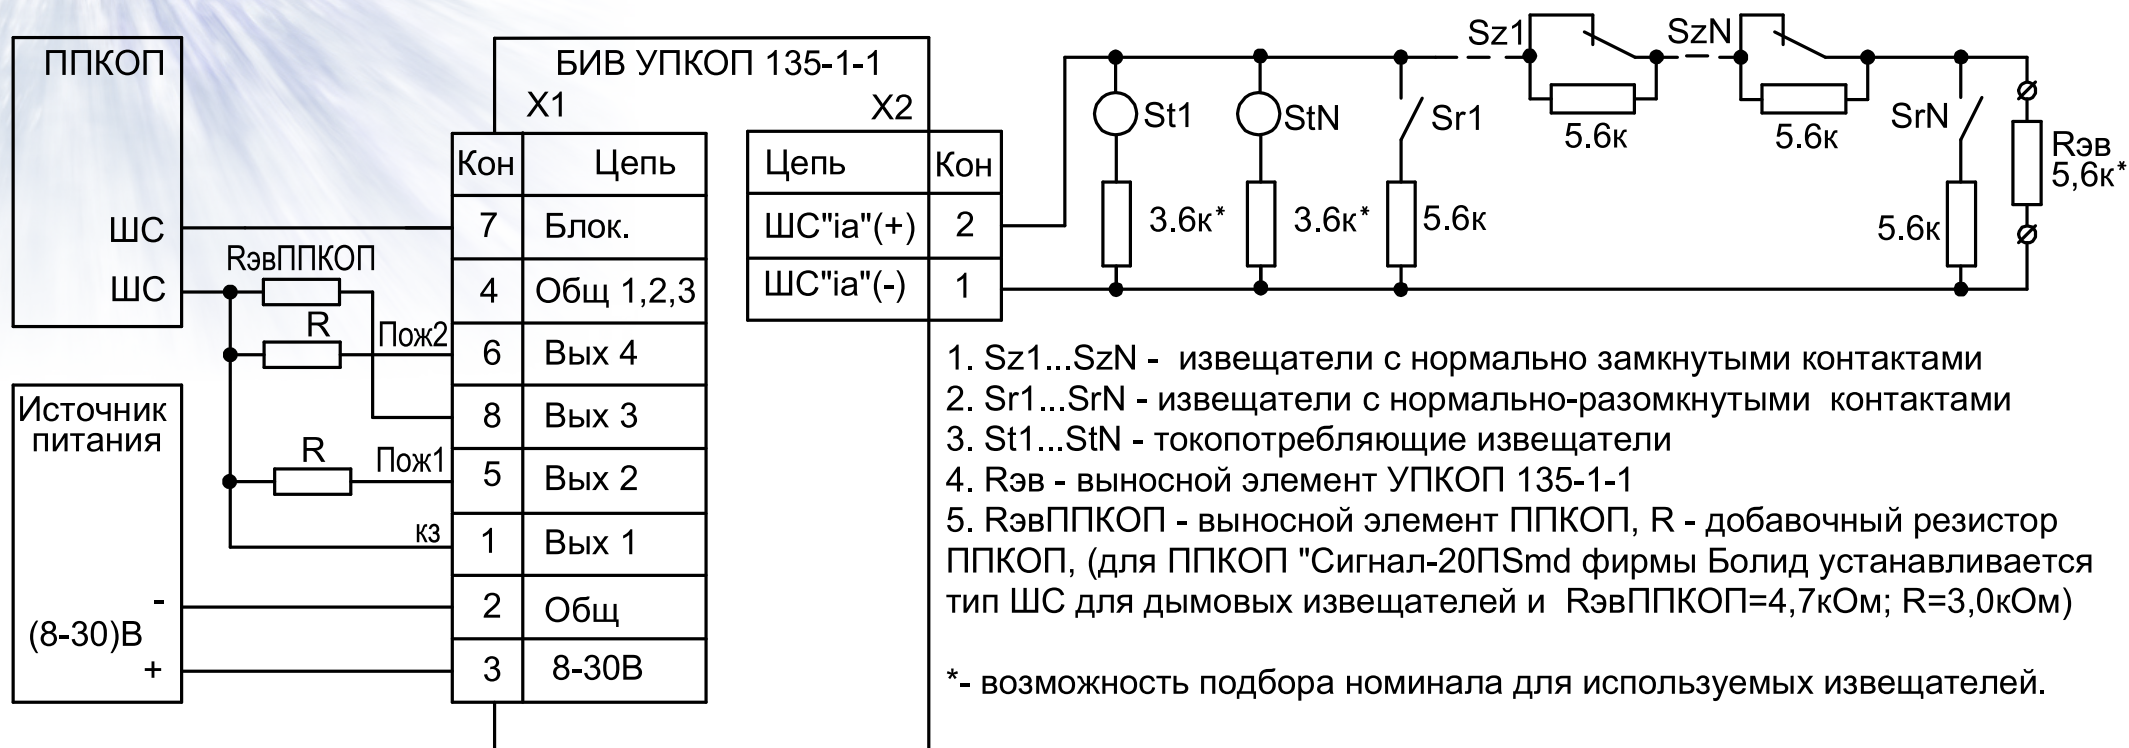 ППКОП
ШС
ШС
RэвППКОП
R
Пож2
R
Пож1
кз
Источник
питания
-
(8-30)В
+
БИВ УПКОП 135-1-1
X1
X2
Кон Цепь
7 Блок.
4 Общ 1,2,3
6 Вых 4
8 Вых 3
5 Вых 2
1 Вых 1
2 Общ
3 8-30В
Цепь Кон
ШС"ia"(+) 2
ШС"ia"(-) 1
St1
3.6к*
StN
3.6к*
Sr1
5.6к
Sz1
5.6к
SzN
5.6к
SrN
5.6к
Rэв
5,6к*
1. Sz1...SzN - извещатели с нормально замкнутыми контактами
2. Sr1...SrN - извещатели с нормально-разомкнутыми контактами
3. St1...StN - токопотребляющие извещатели
4. Rэв - выносной элемент УПКОП 135-1-1
5. RэвППКОП - выносной элемент ППКОП, R - добавочный резистор
ППКОП, (для ППКОП "Сигнал-20ПSmd фирмы Болид устанавливается
тип ШС для дымовых извещателей и RэвППКОП=4,7кОм; R=3,0кОм)
*- возможность подбора номинала для используемых извещателей.